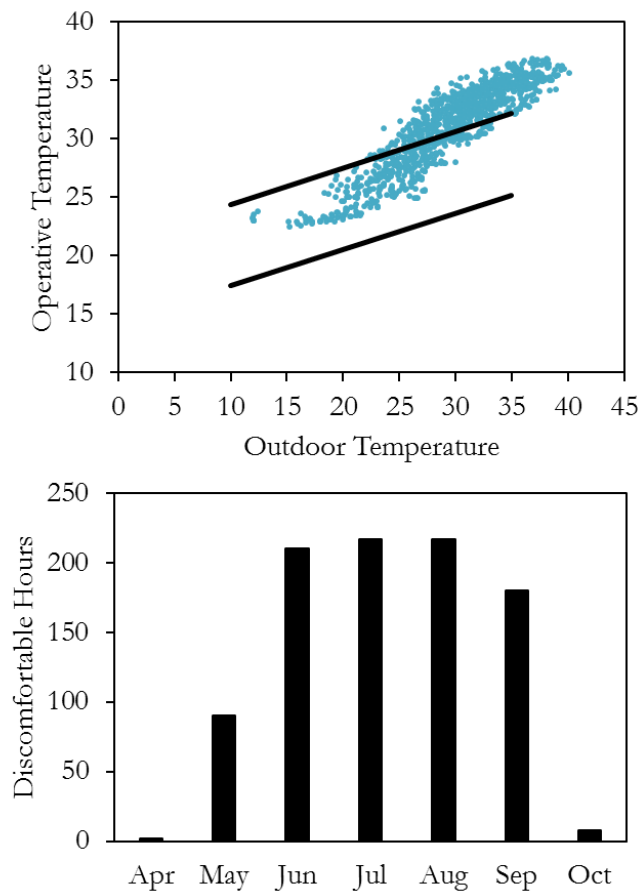 40
35
30
25
20
15
10
Operative Temperature
0 5 10 15 20 25 30 35 40 45
Outdoor Temperature
250
200
150
100
50
0
Discomfortable Hours
Apr May Jun Jul Aug Sep Oct